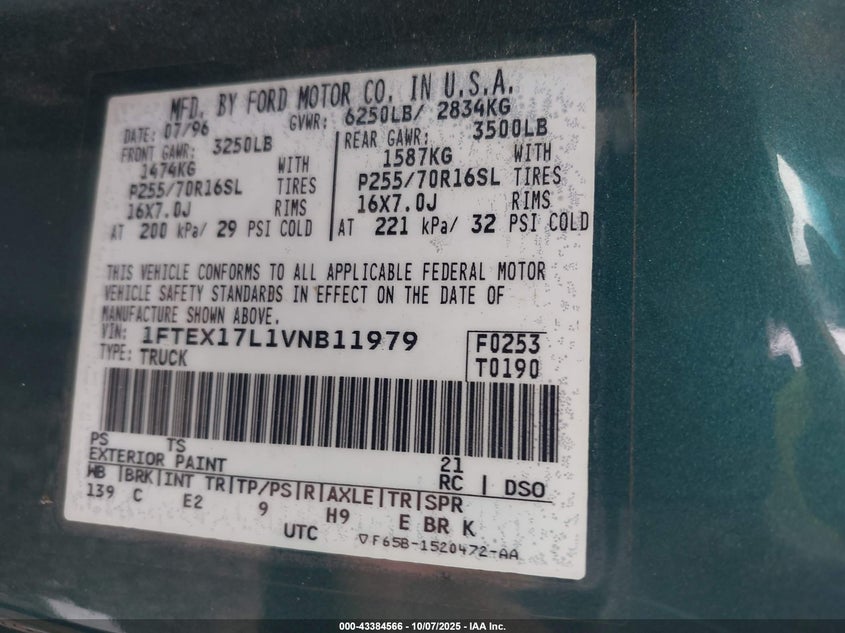 MFD. BY FORD MOTOR CO. IN U.S.A.
DATE: 07/96 GVWR: 6250LB/ 2834KG
FRONT GAWR: 3250LB REAR GAWR: 3500LB
1474KG WITH 1587KG WITH
P255/70R16SL TIRES P255/70R16SL TIRES
16X7.0J RIMS 16X7.0J RIMS
AT 200 kPa/ 29 PSI COLD AT 221 kPa/ 32 PSI COLD
THIS VEHICLE CONFORMS TO ALL APPLICABLE FEDERAL MOTOR
VEHICLE SAFETY STANDARDS IN EFFECT ON THE DATE OF
MANUFACTURE SHOWN ABOVE.
VIN: 1FTEX17L1VNB11979 F0253
TYPE: TRUCK T0190
PS TS 21
EXTERIOR PAINT RC | DSO
WB |BRK|INT TR|TP/PS|R|AXLE|TR|SPR
139 C E2 9 H9 E BR K
UTC ▽F65B-1520472-AA
000-43384566 - 10/07/2025 - IAA Inc.